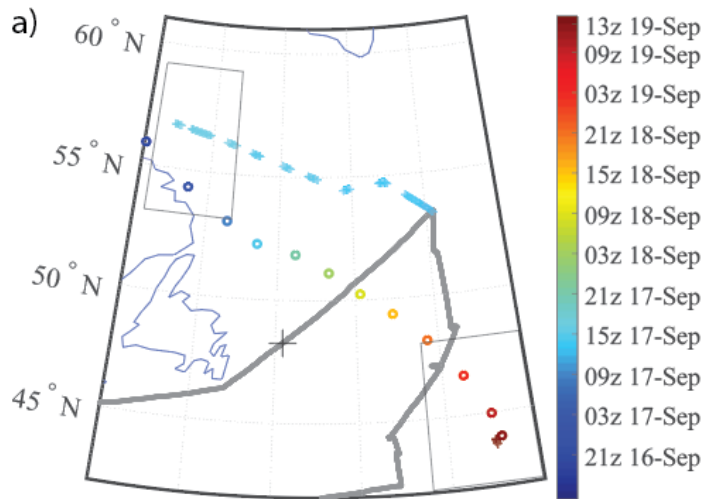 a)
60°N
55°N
50°N
45°N
13z 19-Sep
09z 19-Sep
03z 19-Sep
21z 18-Sep
15z 18-Sep
09z 18-Sep
03z 18-Sep
21z 17-Sep
15z 17-Sep
09z 17-Sep
03z 17-Sep
21z 16-Sep